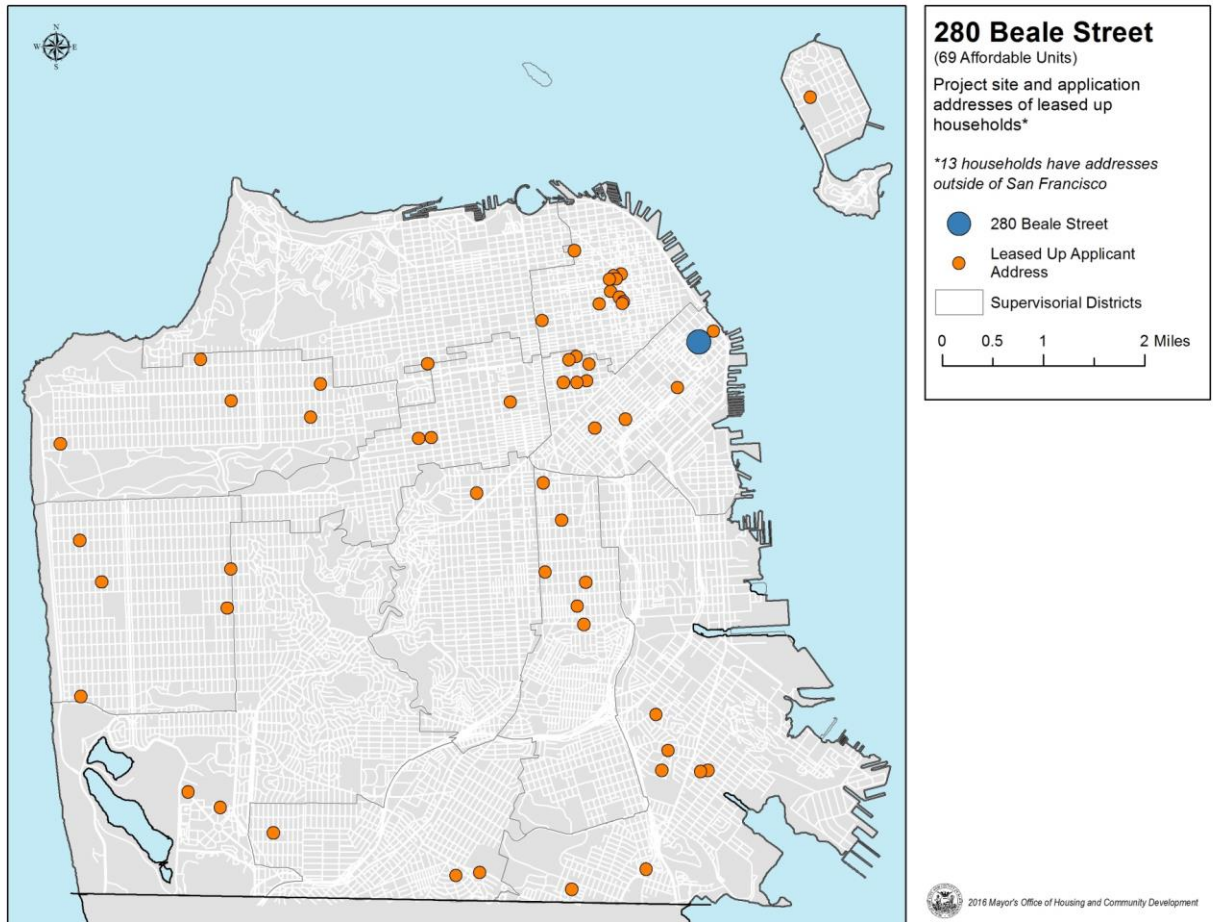 N
W E
S
280 Beale Street
(69 Affordable Units)
Project site and application
addresses of leased up
households*
*13 households have addresses
outside of San Francisco
280 Beale Street
Leased Up Applicant
Address
Supervisorial Districts
0 0.5 1 2 Miles
2016 Mayor's Office of Housing and Community Development